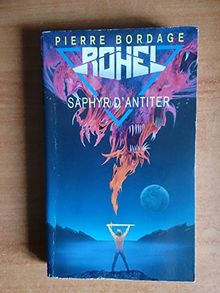 PIERRE BORDAGE
ROHEL
SAPHYR D'ANTITER